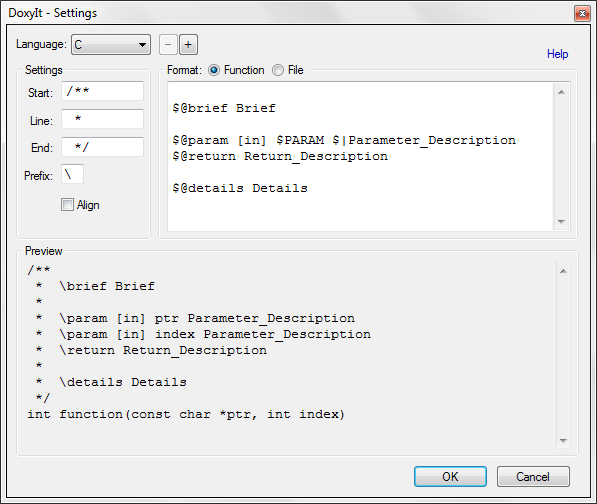 DoxyIt - Settings
Language: C − +
Help
Settings
Start: /**
Line: *
End: */
Prefix: \
Align
Format: Function File
$@brief Brief
$@param [in] $PARAM $|Parameter_Description
$@return Return_Description
$@details Details
Preview
/**
 *  \brief Brief
 *
 *  \param [in] ptr Parameter_Description
 *  \param [in] index Parameter_Description
 *  \return Return_Description
 *
 *  \details Details
 */
int function(const char *ptr, int index)
OK Cancel